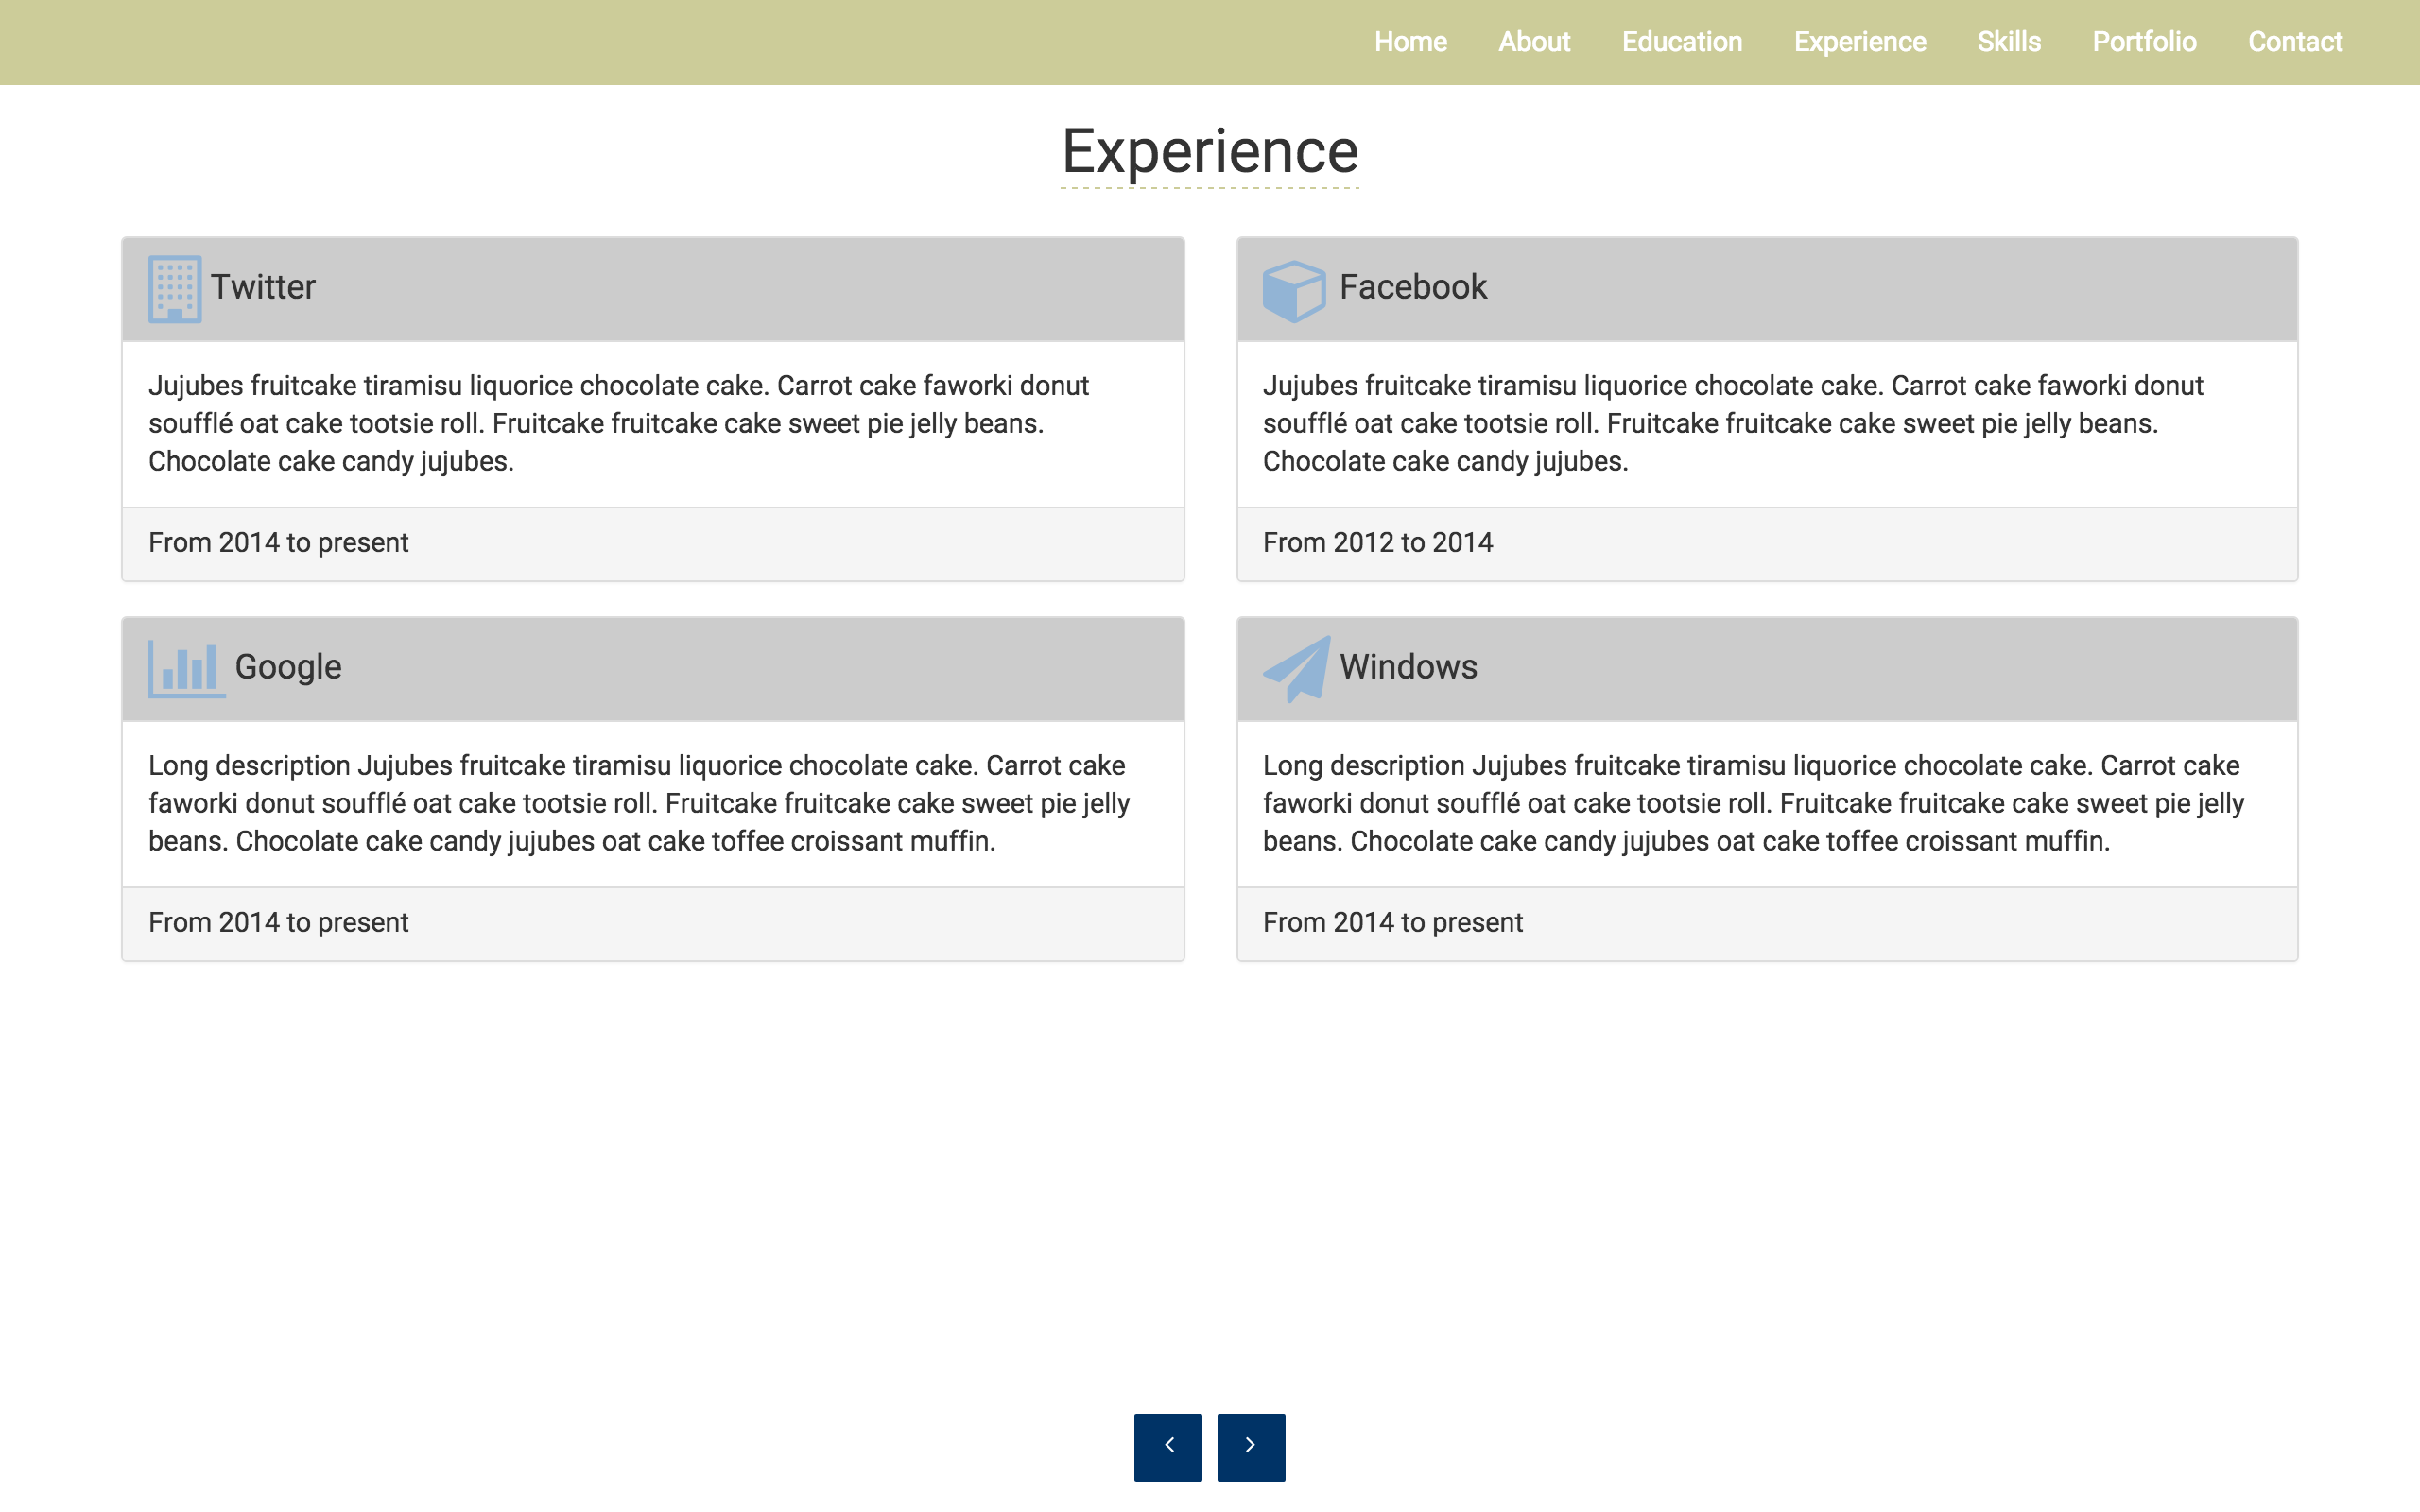 Home About Education Experience Skills Portfolio Contact
Experience
Twitter
Jujubes fruitcake tiramisu liquorice chocolate cake. Carrot cake faworki donut
soufflé oat cake tootsie roll. Fruitcake fruitcake cake sweet pie jelly beans.
Chocolate cake candy jujubes.
From 2014 to present
Facebook
Jujubes fruitcake tiramisu liquorice chocolate cake. Carrot cake faworki donut
soufflé oat cake tootsie roll. Fruitcake fruitcake cake sweet pie jelly beans.
Chocolate cake candy jujubes.
From 2012 to 2014
Google
Long description Jujubes fruitcake tiramisu liquorice chocolate cake. Carrot cake
faworki donut soufflé oat cake tootsie roll. Fruitcake fruitcake cake sweet pie jelly
beans. Chocolate cake candy jujubes oat cake toffee croissant muffin.
From 2014 to present
Windows
Long description Jujubes fruitcake tiramisu liquorice chocolate cake. Carrot cake
faworki donut soufflé oat cake tootsie roll. Fruitcake fruitcake cake sweet pie jelly
beans. Chocolate cake candy jujubes oat cake toffee croissant muffin.
From 2014 to present